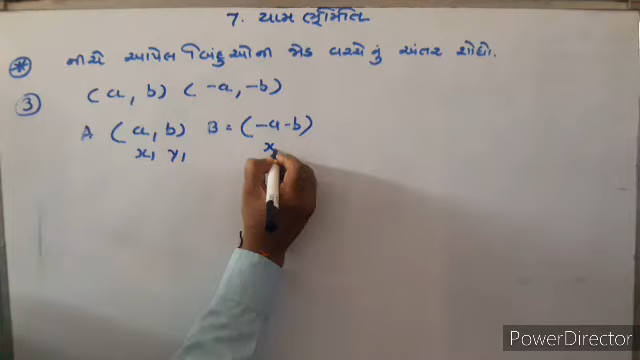 7. યામ ભૂમિતિ
* નીચે આપેલ બિંદુઓની જોડ વચ્ચેનું અંતર શોધો.
3 (a, b) (-a, -b)
A (a, b) B = (-a -b)
x₁ y₁ x
PowerDirector